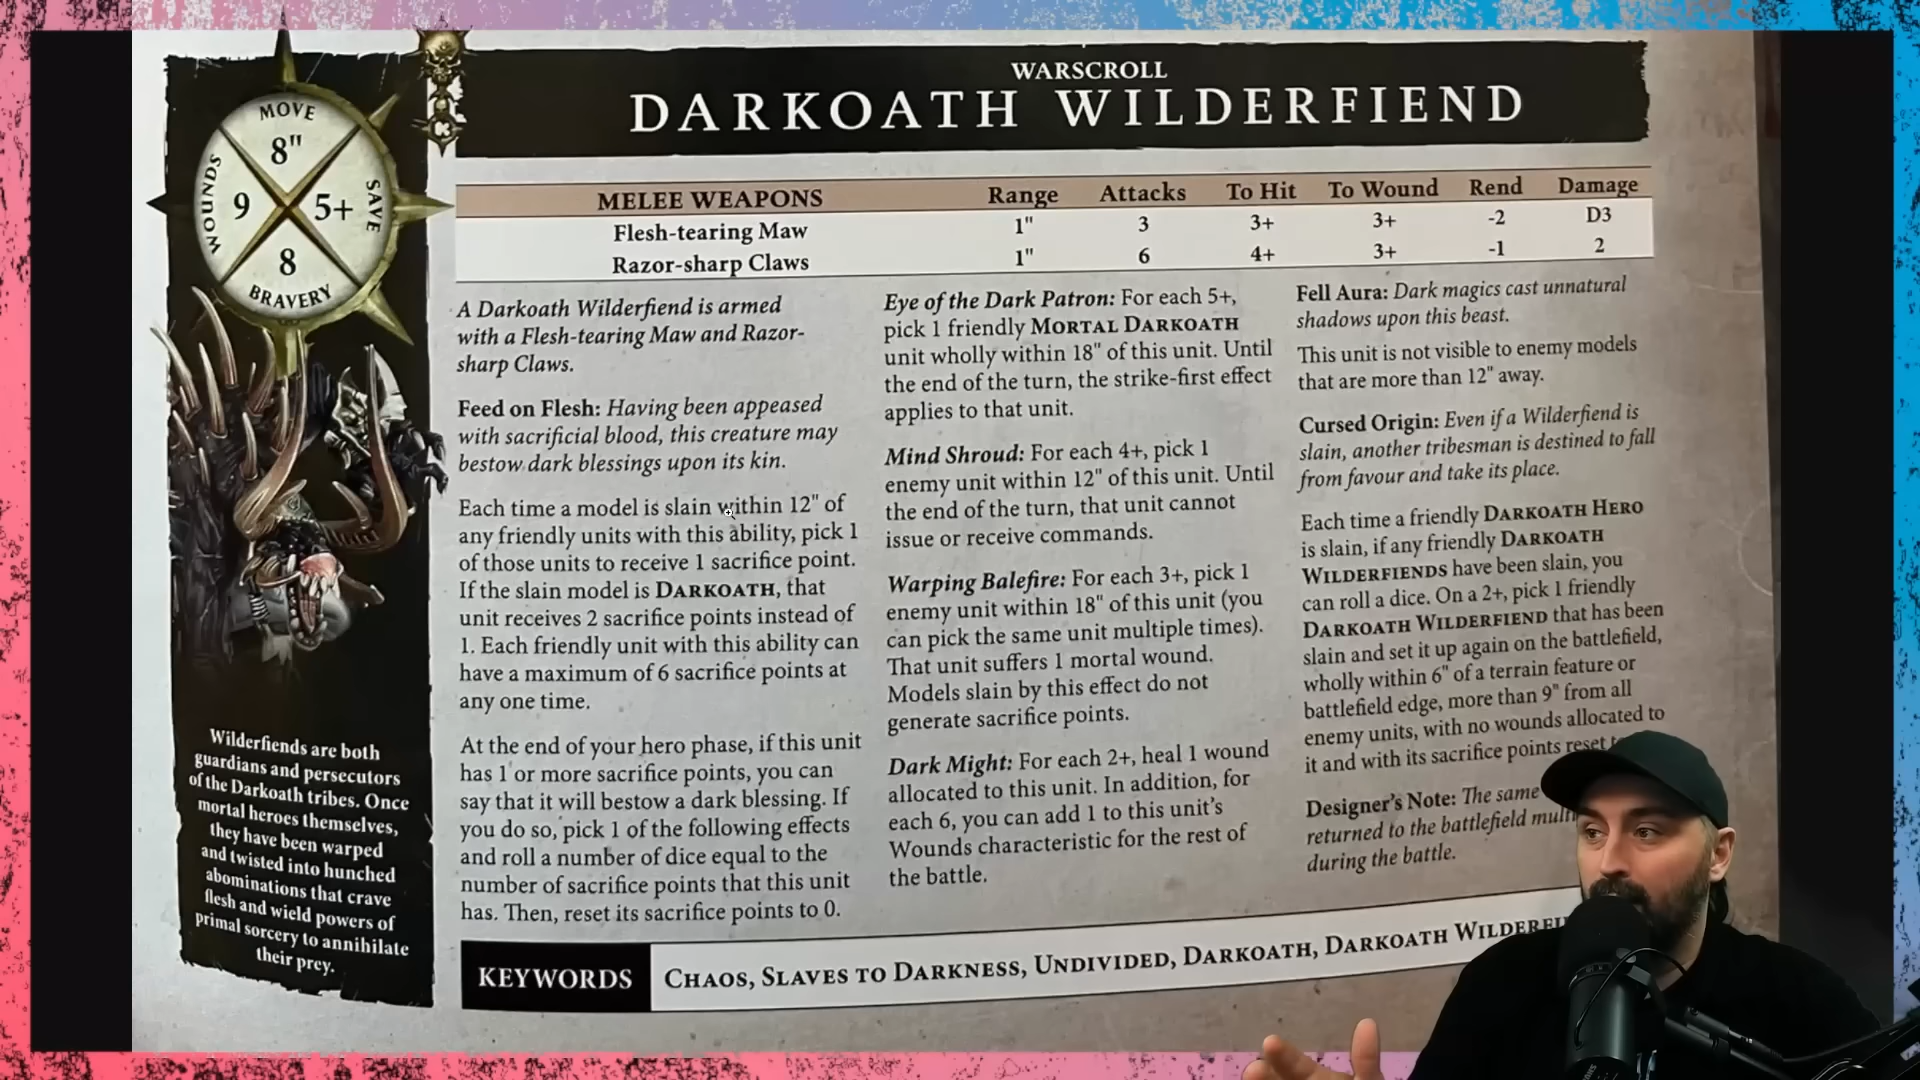 WARSCROLL
DARKOATH WILDERFIEND
MOVE
8"
WOUNDS
9
5+
SAVE
8
BRAVERY
MELEE WEAPONS Range Attacks To Hit To Wound Rend Damage
Flesh-tearing Maw 1" 3 3+ 3+ -2 D3
Razor-sharp Claws 1" 6 4+ 3+ -1 2
A Darkoath Wilderfiend is armed
with a Flesh-tearing Maw and Razor-
sharp Claws.
Feed on Flesh: Having been appeased
with sacrificial blood, this creature may
bestow dark blessings upon its kin.
Each time a model is slain within 12" of
any friendly units with this ability, pick 1
of those units to receive 1 sacrifice point.
If the slain model is DARKOATH, that
unit receives 2 sacrifice points instead of
1. Each friendly unit with this ability can
have a maximum of 6 sacrifice points at
any one time.
At the end of your hero phase, if this unit
has 1 or more sacrifice points, you can
say that it will bestow a dark blessing. If
you do so, pick 1 of the following effects
and roll a number of dice equal to the
number of sacrifice points that this unit
has. Then, reset its sacrifice points to 0.
Eye of the Dark Patron: For each 5+,
pick 1 friendly MORTAL DARKOATH
unit wholly within 18" of this unit. Until
the end of the turn, the strike-first effect
applies to that unit.
Mind Shroud: For each 4+, pick 1
enemy unit within 12" of this unit. Until
the end of the turn, that unit cannot
issue or receive commands.
Warping Balefire: For each 3+, pick 1
enemy unit within 18" of this unit (you
can pick the same unit multiple times).
That unit suffers 1 mortal wound.
Models slain by this effect do not
generate sacrifice points.
Dark Might: For each 2+, heal 1 wound
allocated to this unit. In addition, for
each 6, you can add 1 to this unit's
Wounds characteristic for the rest of
the battle.
Fell Aura: Dark magics cast unnatural
shadows upon this beast.
This unit is not visible to enemy models
that are more than 12" away.
Cursed Origin: Even if a Wilderfiend is
slain, another tribesman is destined to fall
from favour and take its place.
Each time a friendly DARKOATH HERO
is slain, if any friendly DARKOATH
WILDERFIENDS have been slain, you
can roll a dice. On a 2+, pick 1 friendly
DARKOATH WILDERFIEND that has been
slain and set it up again on the battlefield,
wholly within 6" of a terrain feature or
battlefield edge, more than 9" from all
enemy units, with no wounds allocated to
it and with its sacrifice points reset
Designer's Note: The same
returned to the battlefield
during the battle.
Wilderfiends are both
guardians and persecutors
of the Darkoath tribes. Once
mortal heroes themselves,
they have been warped
and twisted into hunched
abominations that crave
flesh and wield powers of
primal sorcery to annihilate
their prey.
KEYWORDS CHAOS, SLAVES TO DARKNESS, UNDIVIDED, DARKOATH, DARKOATH